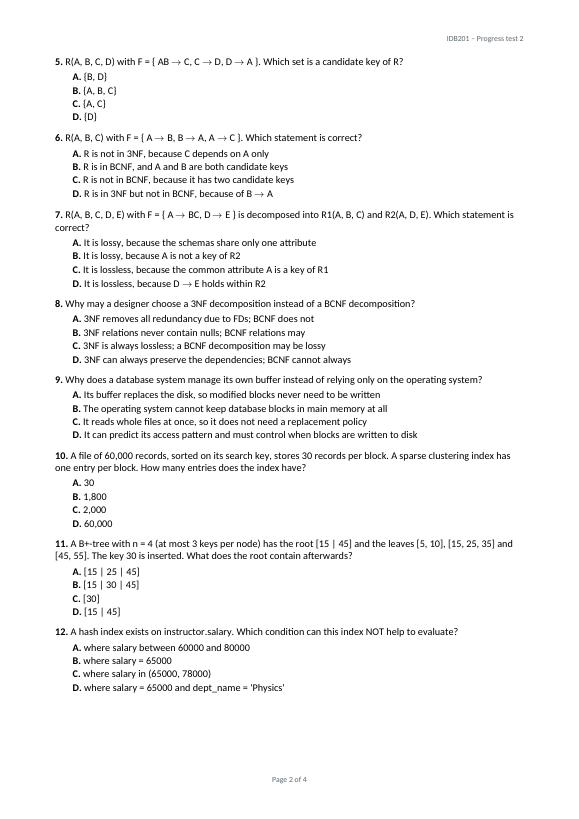 IDB201 – Progress test 2
5. R(A, B, C, D) with F = { AB → C, C → D, D → A }. Which set is a candidate key of R?
A. {B, D}
B. {A, B, C}
C. {A, C}
D. {D}
6. R(A, B, C) with F = { A → B, B → A, A → C }. Which statement is correct?
A. R is not in 3NF, because C depends on A only
B. R is in BCNF, and A and B are both candidate keys
C. R is not in BCNF, because it has two candidate keys
D. R is in 3NF but not in BCNF, because of B → A
7. R(A, B, C, D, E) with F = { A → BC, D → E } is decomposed into R1(A, B, C) and R2(A, D, E). Which statement is
correct?
A. It is lossy, because the schemas share only one attribute
B. It is lossy, because A is not a key of R2
C. It is lossless, because the common attribute A is a key of R1
D. It is lossless, because D → E holds within R2
8. Why may a designer choose a 3NF decomposition instead of a BCNF decomposition?
A. 3NF removes all redundancy due to FDs; BCNF does not
B. 3NF relations never contain nulls; BCNF relations may
C. 3NF is always lossless; a BCNF decomposition may be lossy
D. 3NF can always preserve the dependencies; BCNF cannot always
9. Why does a database system manage its own buffer instead of relying only on the operating system?
A. Its buffer replaces the disk, so modified blocks never need to be written
B. The operating system cannot keep database blocks in main memory at all
C. It reads whole files at once, so it does not need a replacement policy
D. It can predict its access pattern and must control when blocks are written to disk
10. A file of 60,000 records, sorted on its search key, stores 30 records per block. A sparse clustering index has
one entry per block. How many entries does the index have?
A. 30
B. 1,800
C. 2,000
D. 60,000
11. A B+-tree with n = 4 (at most 3 keys per node) has the root [15 | 45] and the leaves [5, 10], [15, 25, 35] and
[45, 55]. The key 30 is inserted. What does the root contain afterwards?
A. [15 | 25 | 45]
B. [15 | 30 | 45]
C. [30]
D. [15 | 45]
12. A hash index exists on instructor.salary. Which condition can this index NOT help to evaluate?
A. where salary between 60000 and 80000
B. where salary = 65000
C. where salary in (65000, 78000)
D. where salary = 65000 and dept_name = 'Physics'
Page 2 of 4